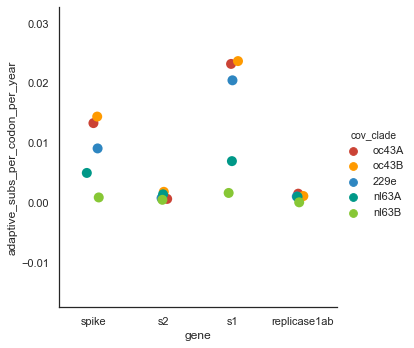 adaptive_subs_per_codon_per_year
0.03
0.02
0.01
0.00
−0.01
spike
s2
s1
replicase1ab
gene
cov_clade
oc43A
oc43B
229e
nl63A
nl63B